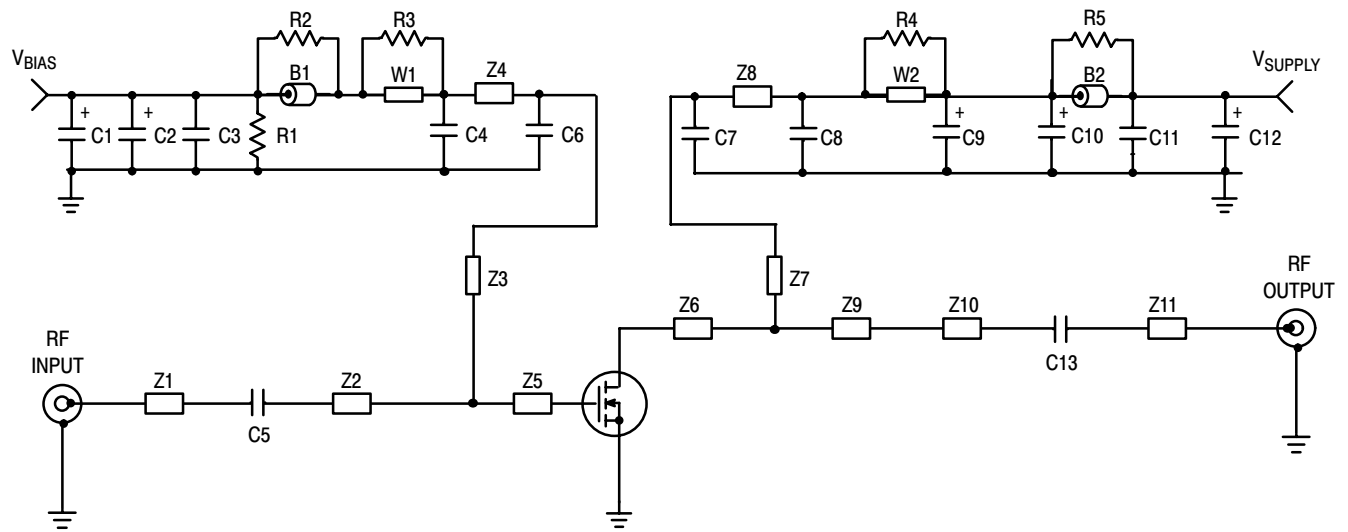 R2
R3
R4
R5
VBIAS
B1
W1
Z4
Z8
W2
B2
VSUPPLY
+
+
+
+
+
C1
C2
C3
R1
C4
C6
C7
C8
C9
C10
C11
C12
Z3
Z7
RF
OUTPUT
Z6
Z9
Z10
Z11
C13
RF
INPUT
Z1
Z2
Z5
C5